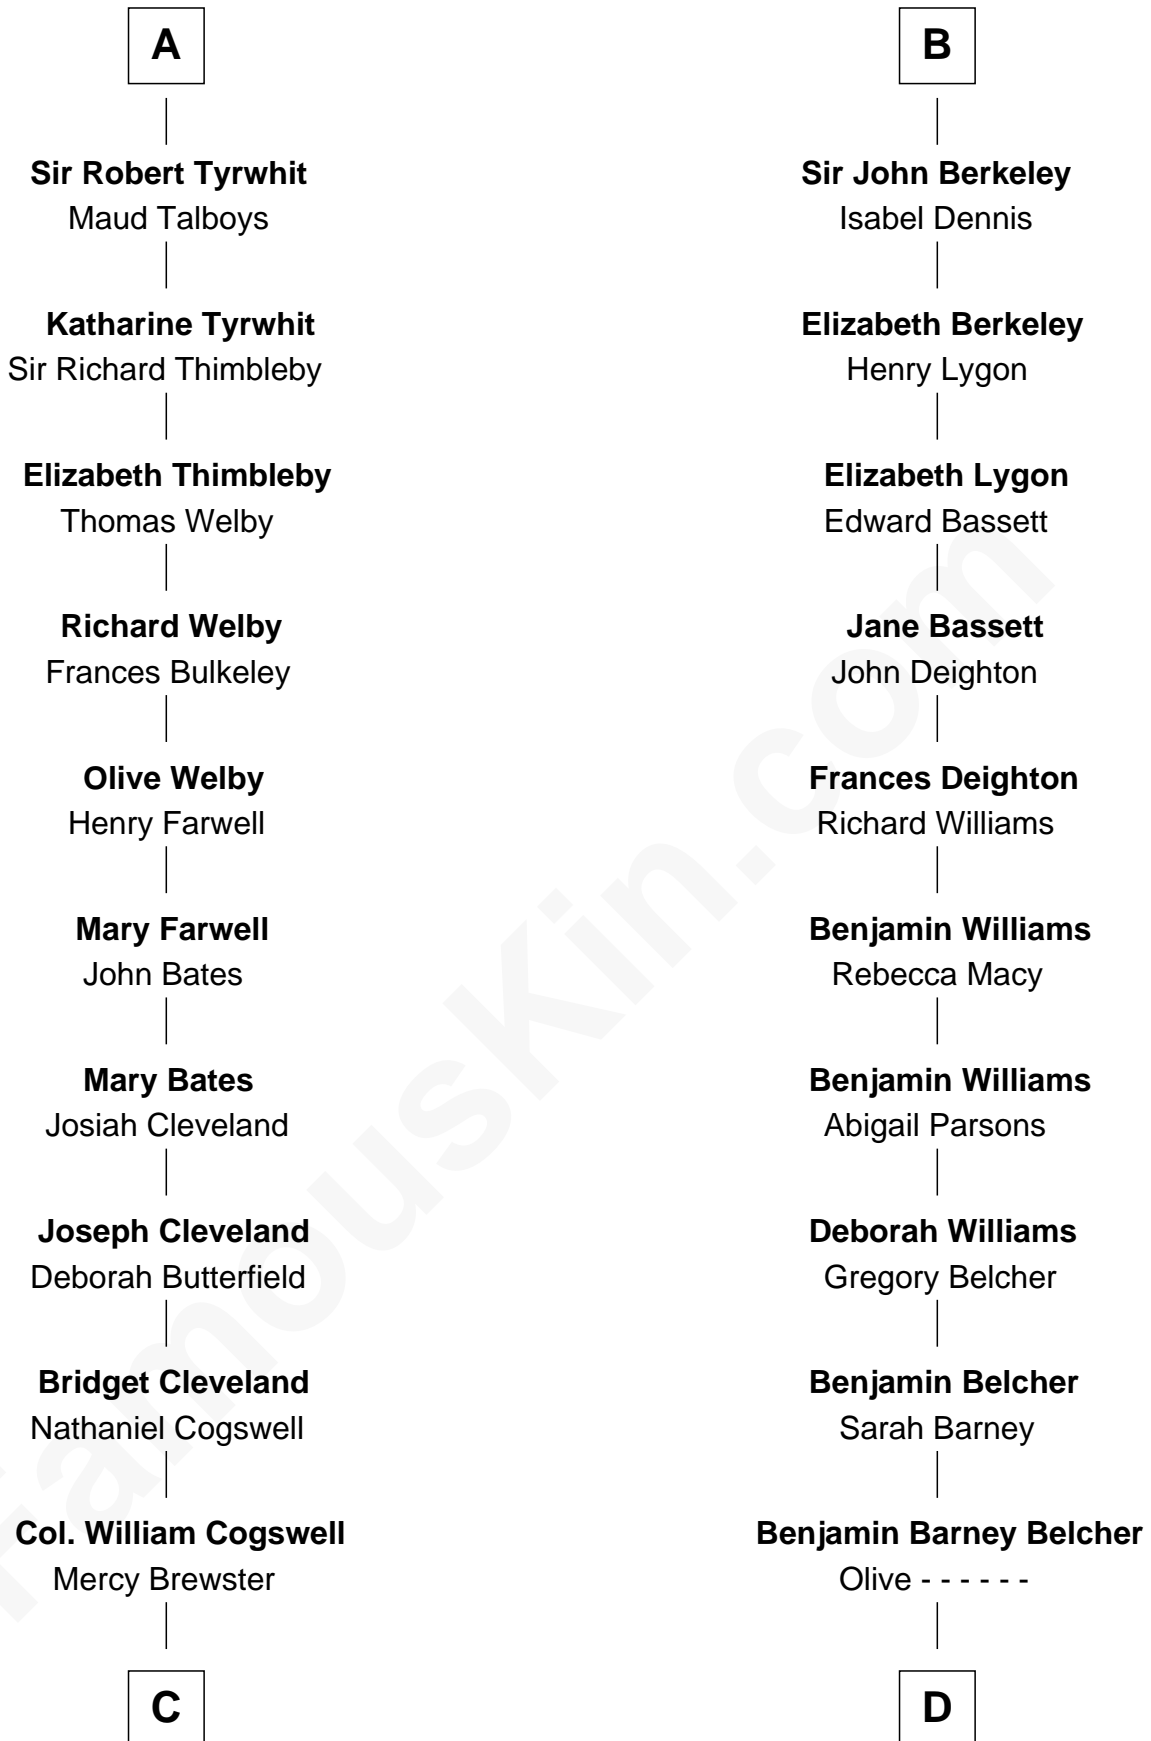 A
Sir Robert Tyrwhit
Maud Talboys
Katharine Tyrwhit
Sir Richard Thimbleby
Elizabeth Thimbleby
Thomas Welby
Richard Welby
Frances Bulkeley
Olive Welby
Henry Farwell
Mary Farwell
John Bates
Mary Bates
Josiah Cleveland
Joseph Cleveland
Deborah Butterfield
Bridget Cleveland
Nathaniel Cogswell
Col. William Cogswell
Mercy Brewster
C
B
Sir John Berkeley
Isabel Dennis
Elizabeth Berkeley
Henry Lygon
Elizabeth Lygon
Edward Bassett
Jane Bassett
John Deighton
Frances Deighton
Richard Williams
Benjamin Williams
Rebecca Macy
Benjamin Williams
Abigail Parsons
Deborah Williams
Gregory Belcher
Benjamin Belcher
Sarah Barney
Benjamin Barney Belcher
Olive - - - - - -
D
FamousKin.com